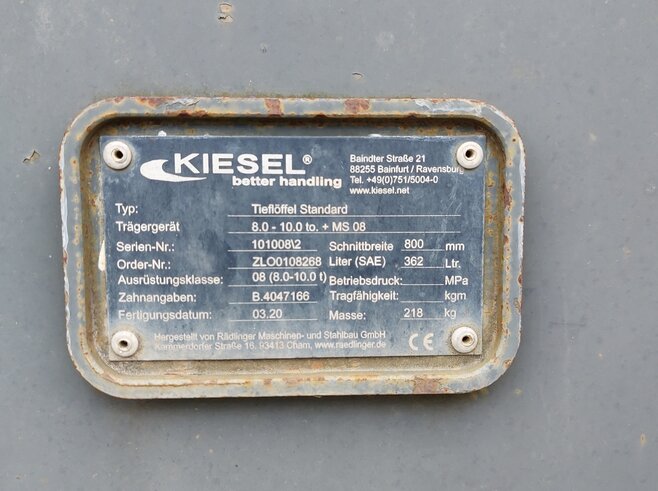 KIESEL®
better handling
Baindter Straße 21
88255 Bainfurt / Ravensburg
Tel. +49(0)751/5004-0
www.kiesel.net
Typ: Tieflöffel Standard
Trägergerät 8.0 - 10.0 to. + MS 08
Serien-Nr.: 101008\2 Schnittbreite 800 mm
Order-Nr.: ZLO0108268 Liter (SAE) 362 Ltr.
Ausrüstungsklasse: 08 (8.0-10.0 t) Betriebsdruck: MPa
Zahnangaben: B.4047166 Tragfähigkeit: kgm
Fertigungsdatum: 03.20 Masse: 218 kg
Hergestellt von Rädlinger Maschinen- und Stahlbau GmbH
Kammerdorfer Straße 16, 93413 Cham, www.raedlinger.de
CE